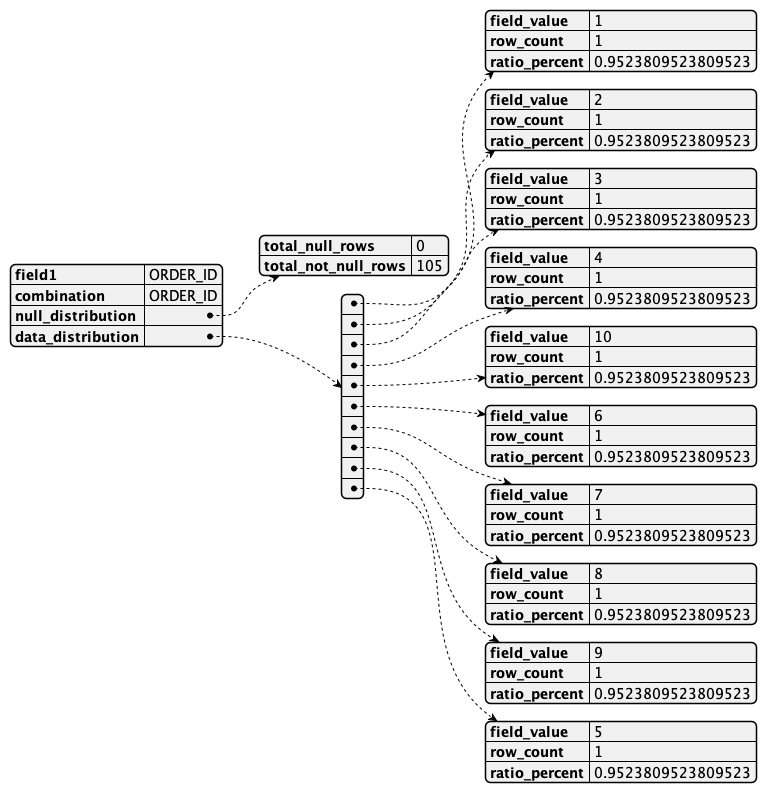 field_value 1
row_count 1
ratio_percent 0.9523809523809523
field_value 2
row_count 1
ratio_percent 0.9523809523809523
field_value 3
row_count 1
ratio_percent 0.9523809523809523
total_null_rows 0
total_not_null_rows 105
field1 ORDER_ID
combination ORDER_ID
null_distribution
data_distribution
field_value 4
row_count 1
ratio_percent 0.9523809523809523
field_value 10
row_count 1
ratio_percent 0.9523809523809523
field_value 6
row_count 1
ratio_percent 0.9523809523809523
field_value 7
row_count 1
ratio_percent 0.9523809523809523
field_value 8
row_count 1
ratio_percent 0.9523809523809523
field_value 9
row_count 1
ratio_percent 0.9523809523809523
field_value 5
row_count 1
ratio_percent 0.9523809523809523